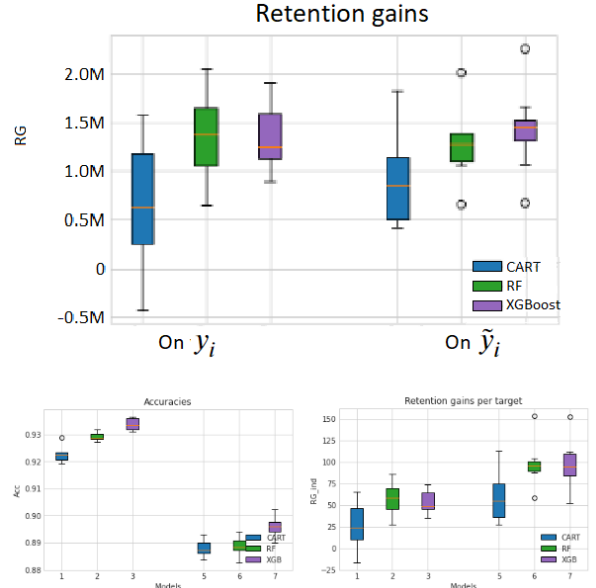 Retention gains
2.0M
1.5M
1.0M
0.5M
0
-0.5M
RG
CART
RF
XGBoost
On y_i
On ỹ_i
Accuracies
0.93
0.92
0.91
0.90
0.89
0.88
Acc
CART
RF
XGB
1 2 3 5 6 7
Models
Retention gains per target
150
125
100
75
50
25
0
-25
RG_ind
CART
RF
XGB
1 2 3 5 6 7
Models